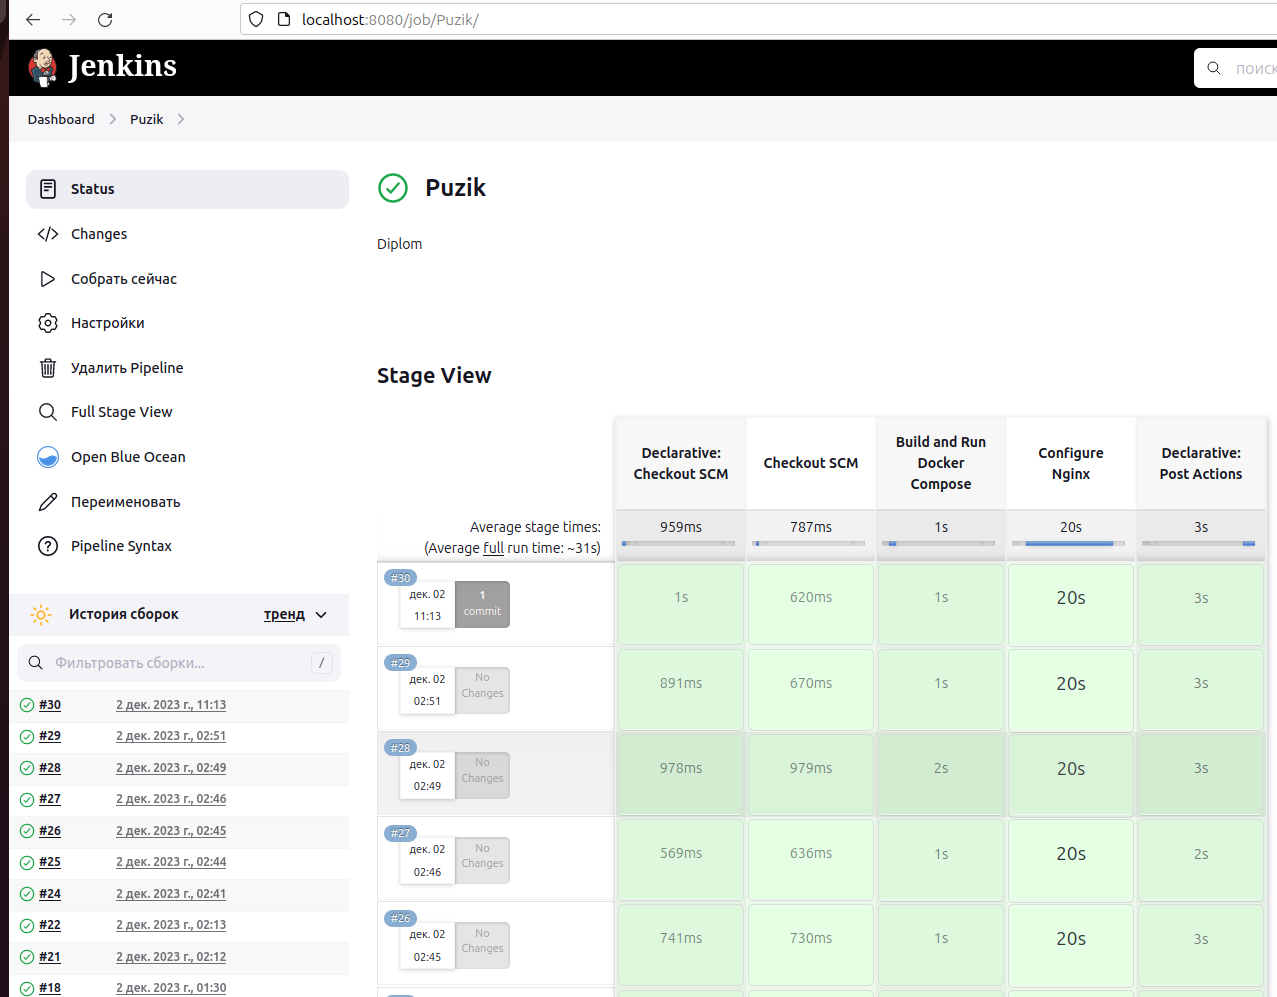 localhost:8080/job/Puzik/
Jenkins
поиск
Dashboard
Puzik
Status
Changes
Собрать сейчас
Настройки
Удалить Pipeline
Full Stage View
Open Blue Ocean
Переименовать
Pipeline Syntax
История сборок
тренд
Фильтровать сборки...
/
#30 2 дек. 2023 г., 11:13
#29 2 дек. 2023 г., 02:51
#28 2 дек. 2023 г., 02:49
#27 2 дек. 2023 г., 02:46
#26 2 дек. 2023 г., 02:45
#25 2 дек. 2023 г., 02:44
#24 2 дек. 2023 г., 02:41
#22 2 дек. 2023 г., 02:13
#21 2 дек. 2023 г., 02:12
#18 2 дек. 2023 г., 01:30
Puzik
Diplom
Stage View
Declarative:
Checkout SCM
Checkout SCM
Build and Run
Docker
Compose
Configure
Nginx
Declarative:
Post Actions
Average stage times:
(Average full run time: ~31s)
959ms 787ms 1s 20s 3s
#30
дек. 02
11:13
1
commit
1s 620ms 1s 20s 3s
#29
дек. 02
02:51
No
Changes
891ms 670ms 1s 20s 3s
#28
дек. 02
02:49
No
Changes
978ms 979ms 2s 20s 3s
#27
дек. 02
02:46
No
Changes
569ms 636ms 1s 20s 2s
#26
дек. 02
02:45
No
Changes
741ms 730ms 1s 20s 3s